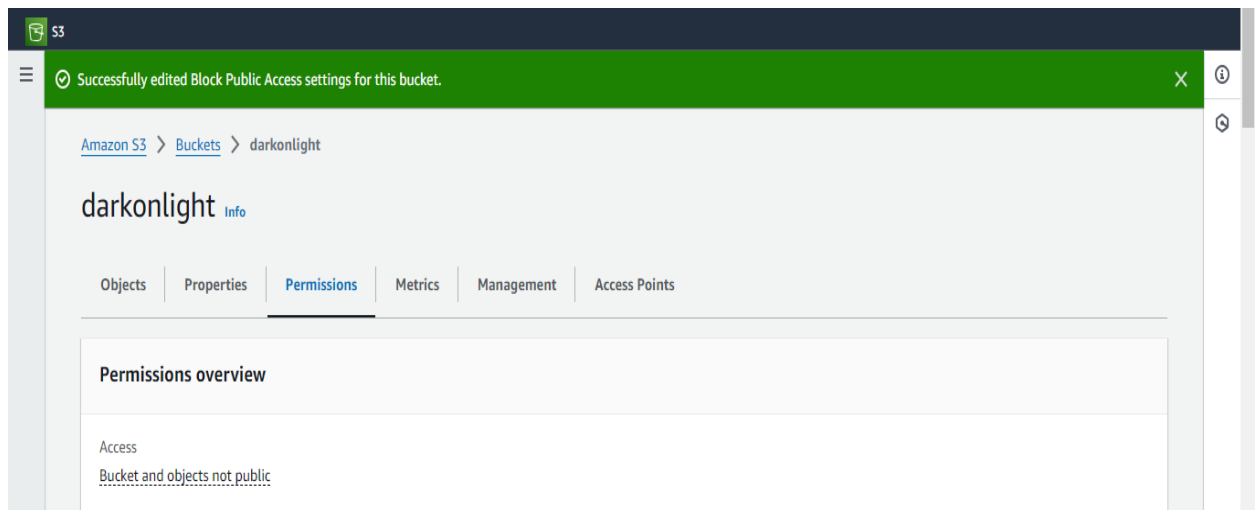 S3
Successfully edited Block Public Access settings for this bucket.
Amazon S3 > Buckets > darkonlight
darkonlight Info
Objects Properties Permissions Metrics Management Access Points
Permissions overview
Access
Bucket and objects not public